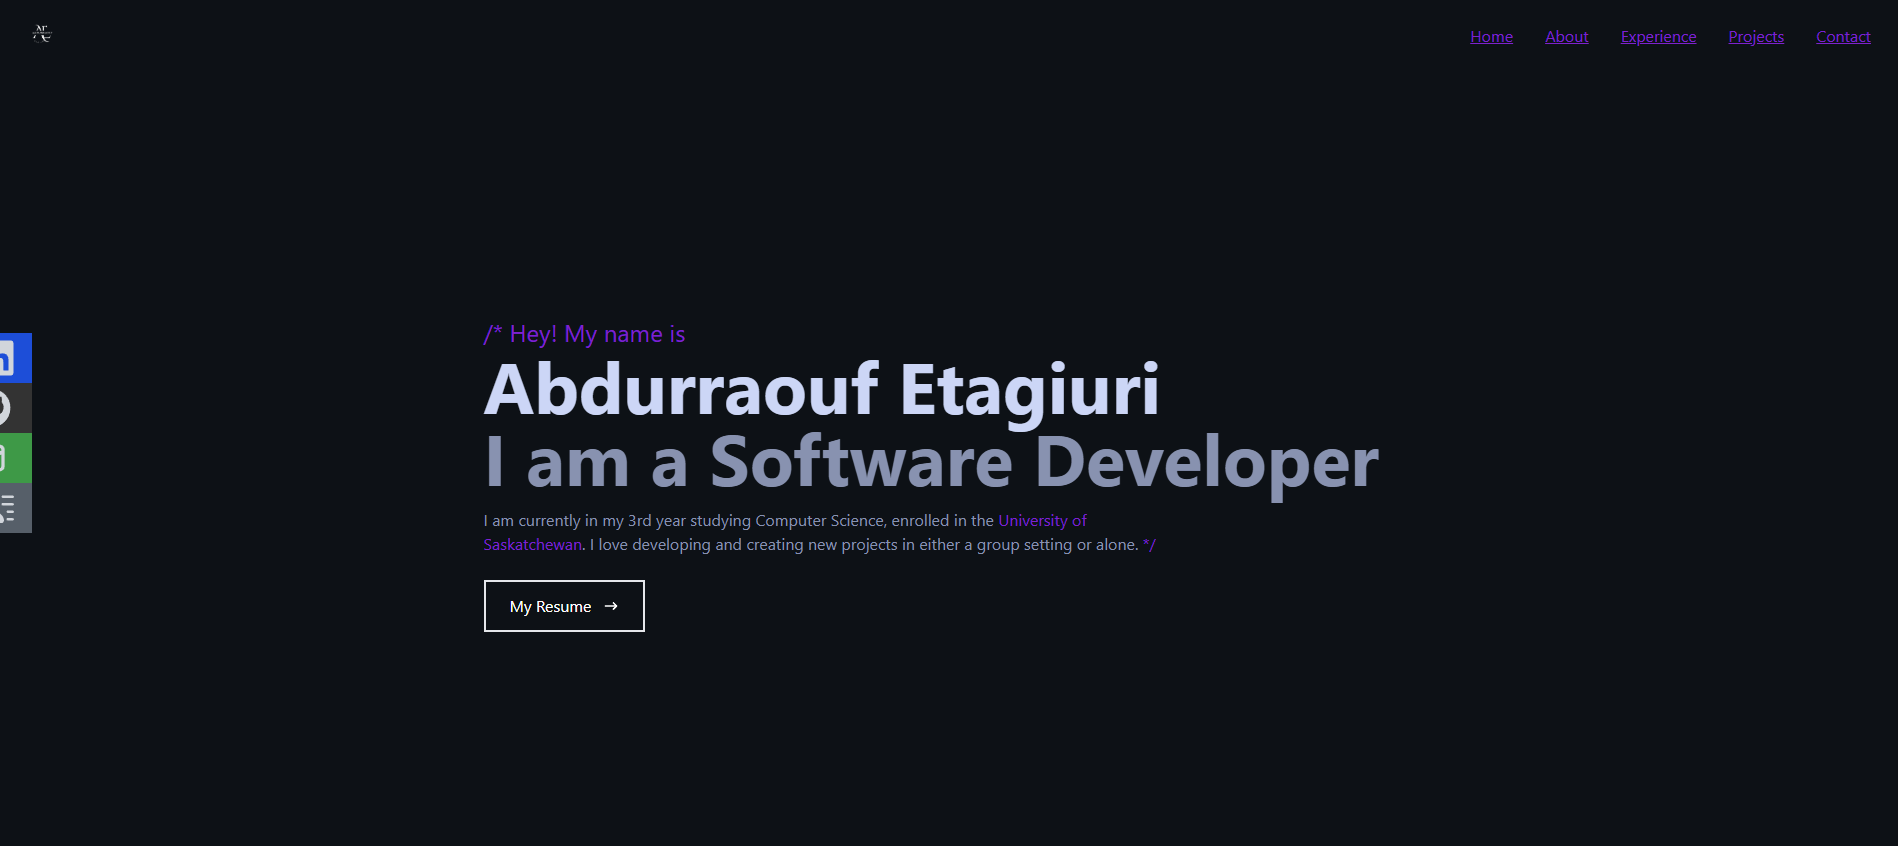 Home About Experience Projects Contact
/* Hey! My name is
Abdurraouf Etagiuri
I am a Software Developer
I am currently in my 3rd year studying Computer Science, enrolled in the University of
Saskatchewan. I love developing and creating new projects in either a group setting or alone. */
My Resume →